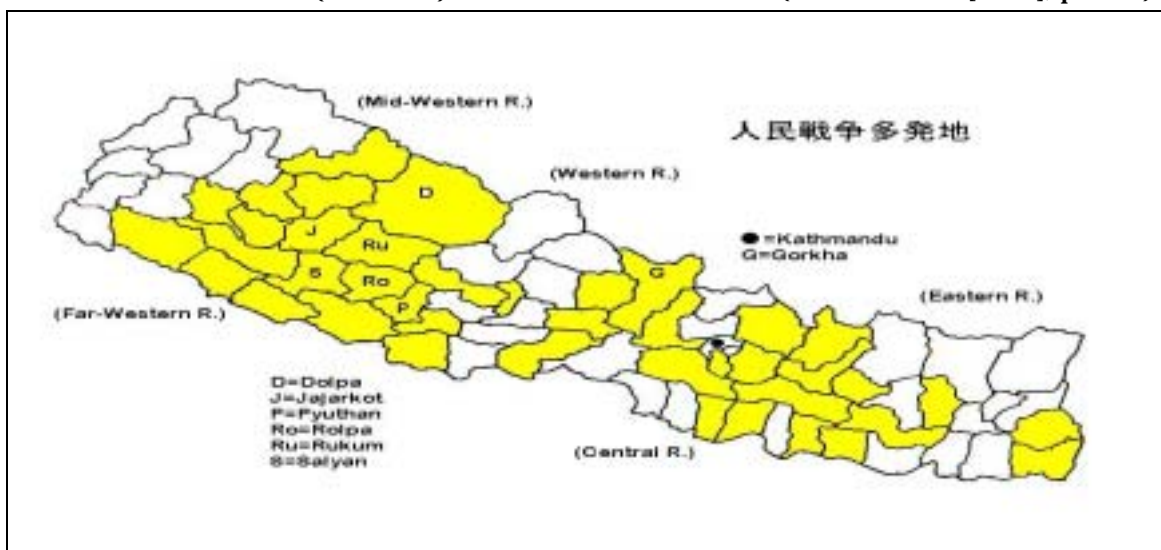 (Mid-Western R.)
人民戦争多発地
(Western R.)
D
J
Ru
●=Kathmandu
G=Gorkha
G
S
Ro
(Eastern R.)
P
(Far-Western R.)
D=Dolpa
J=Jajarkot
P=Pyuthan
Ro=Rolpa
Ru=Rukum
S=Salyan
(Central R.)